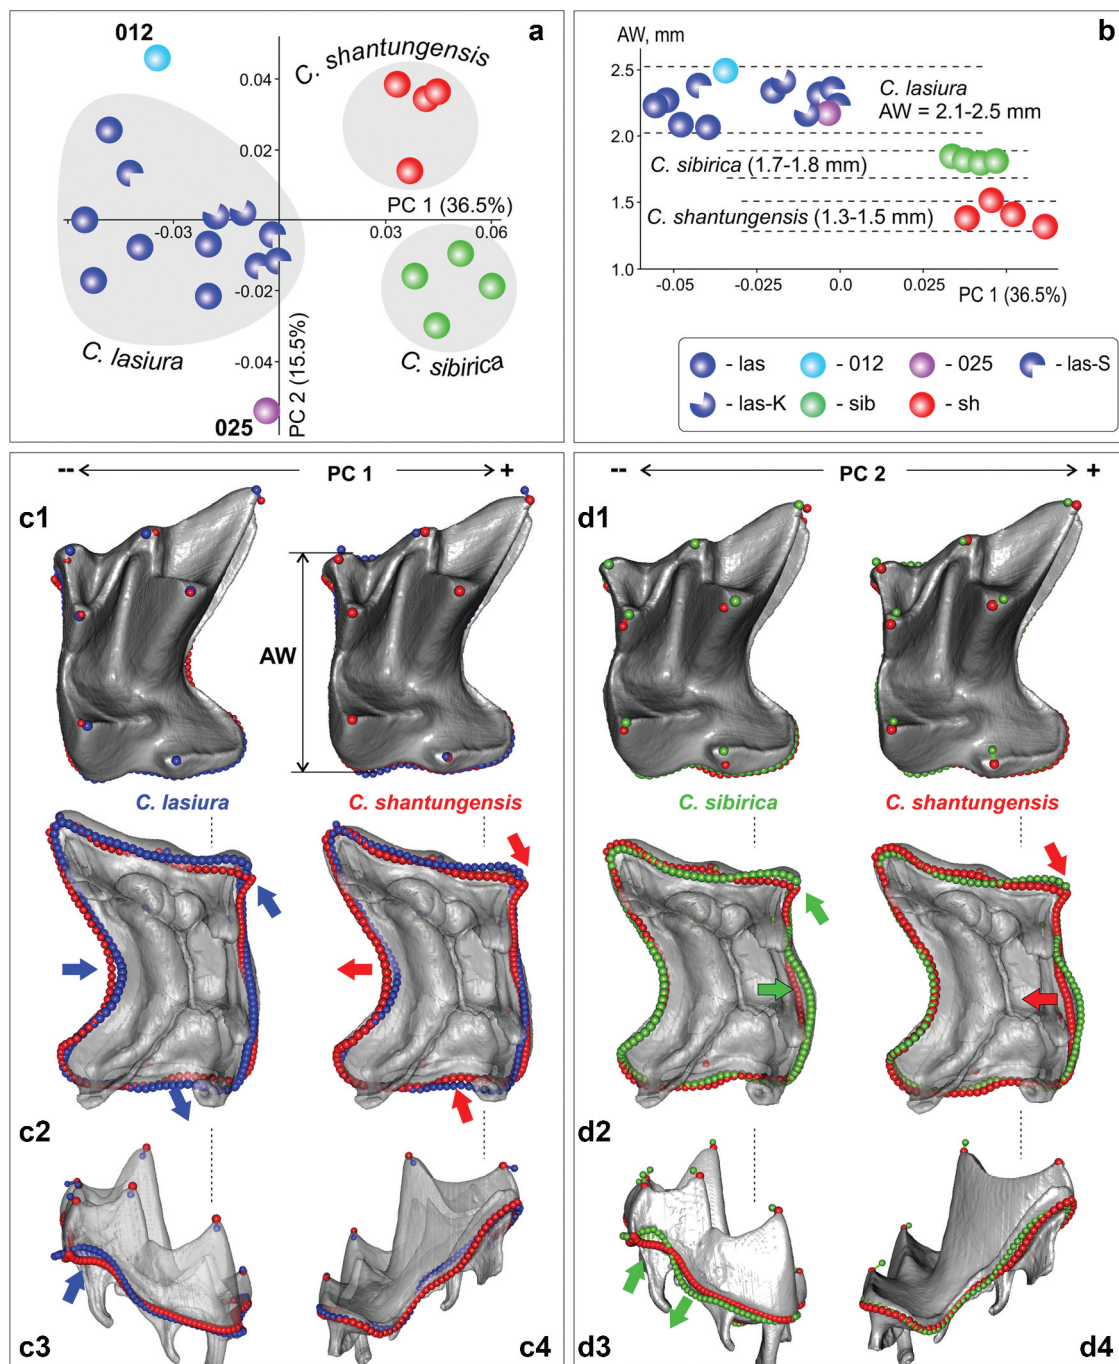 a
012
C. shantungensis
0.04
0.02
PC 1 (36.5%)
-0.03
0.03
0.06
-0.02
-0.04
C. lasiura
C. sibirica
PC 2 (15.5%)
025
b
AW, mm
2.5
2.0
1.5
1.0
C. lasiura
AW = 2.1-2.5 mm
C. sibirica (1.7-1.8 mm)
C. shantungensis (1.3-1.5 mm)
-0.05
-0.025
0.0
0.025
PC 1 (36.5%)
- las
- 012
- 025
- las-S
- las-K
- sib
- sh
-- PC 1 +
c1
AW
C. lasiura
C. shantungensis
c2
c3
c4
-- PC 2 +
d1
C. sibirica
C. shantungensis
d2
d3
d4